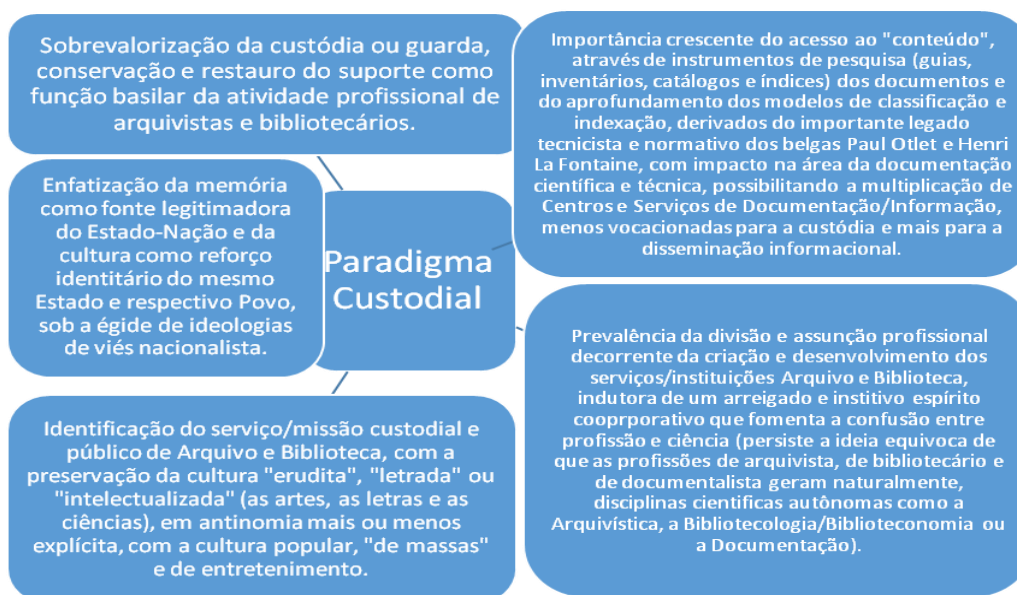 Sobrevalorização da custódia ou guarda,
conservação e restauro do suporte como
função basilar da atividade profissional de
arquivistas e bibliotecários.
Importância crescente do acesso ao "conteúdo",
através de instrumentos de pesquisa (guias,
inventários, catálogos e índices) dos documentos e
do aprofundamento dos modelos de classificação e
indexação, derivados do importante legado
tecnicista e normativo dos belgas Paul Otlet e Henri
La Fontaine, com impacto na área da documentação
científica e técnica, possibilitando a multiplicação de
Centros e Serviços de Documentação/Informação,
menos vocacionadas para a custódia e mais para a
disseminação informacional.
Enfatização da memória
como fonte legitimadora
do Estado-Nação e da
cultura como reforço
identitário do mesmo
Estado e respectivo Povo,
sob a égide de ideologias
de viés nacionalista.
Paradigma
Custodial
Identificação do serviço/missão custodial e
público de Arquivo e Biblioteca, com a
preservação da cultura "erudita", "letrada" ou
"intelectualizada" (as artes, as letras e as
ciências), em antinomia mais ou menos
explícita, com a cultura popular, "de massas"
e de entretenimento.
Prevalência da divisão e assunção profissional
decorrente da criação e desenvolvimento dos
serviços/instituições Arquivo e Biblioteca,
indutora de um arreigado e institivo espírito
cooprporativo que fomenta a confusão entre
profissão e ciência (persiste a ideia equivoca de
que as profissões de arquivista, de bibliotecário e
de documentalista geram naturalmente,
disciplinas cientificas autônomas como a
Arquivística, a Bibliotecologia/Biblioteconomia ou
a Documentação).